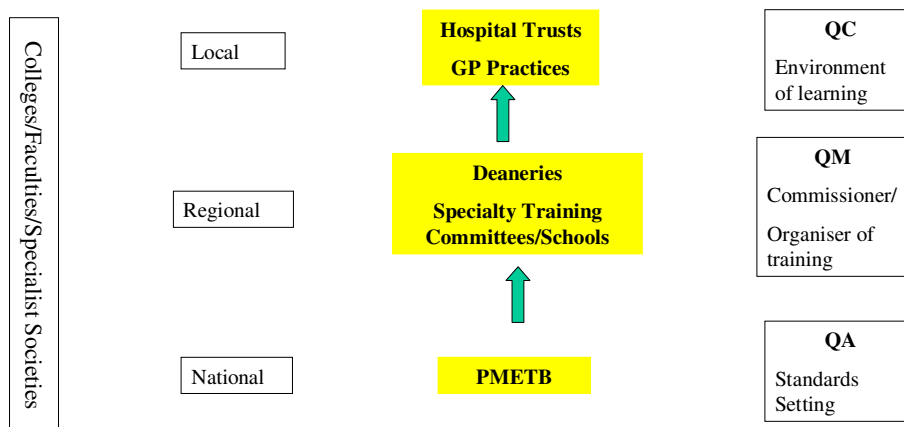 Colleges/Faculties/Specialist Societies
Local
Hospital Trusts
GP Practices
QC
Environment
of learning
Regional
Deaneries
Specialty Training
Committees/Schools
QM
Commissioner/
Organiser of
training
National
PMETB
QA
Standards
Setting